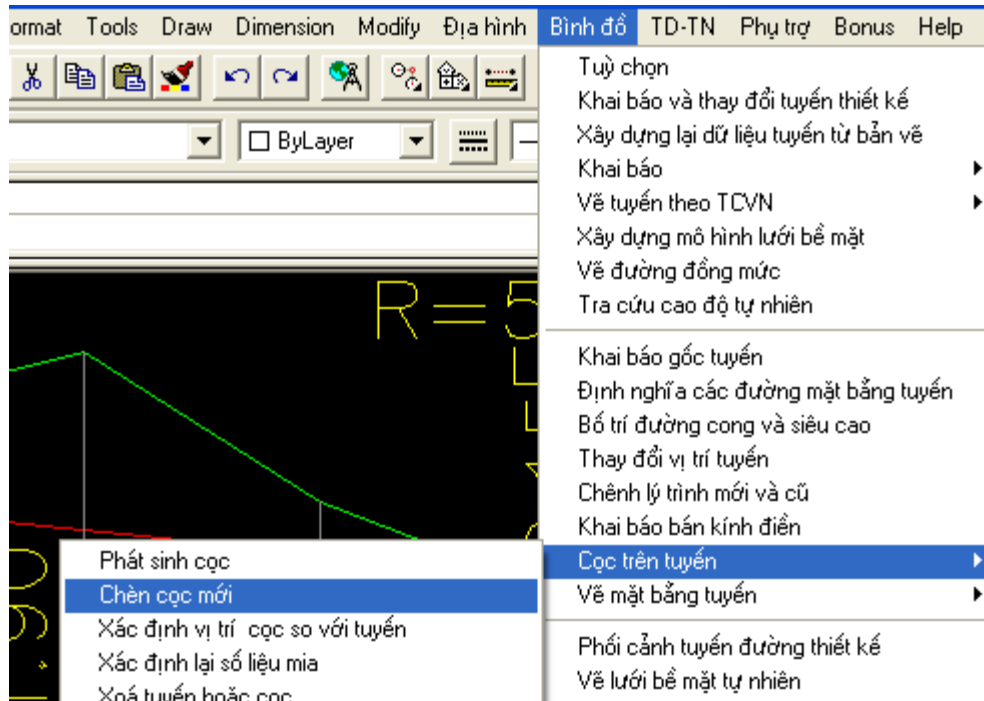 ormat Tools Draw Dimension Modify Địa hình Bình đồ TD-TN Phụ trợ Bonus Help
ByLayer
Tuỳ chọn
Khai báo và thay đổi tuyến thiết kế
Xây dựng lại dữ liệu tuyến từ bản vẽ
Khai báo
Vẽ tuyến theo TCVN
Xây dựng mô hình lưới bề mặt
Vẽ đường đồng mức
Tra cứu cao độ tự nhiên
Khai báo gốc tuyến
Định nghĩa các đường mặt bằng tuyến
Bố trí đường cong và siêu cao
Thay đổi vị trí tuyến
Chênh lý trình mới và cũ
Khai báo bán kính điển
Cọc trên tuyến
Vẽ mặt bằng tuyến
Phối cảnh tuyến đường thiết kế
Vẽ lưới bề mặt tự nhiên
R=5
Phát sinh cọc
Chèn cọc mới
Xác định vị trí cọc so với tuyến
Xác định lại số liệu mia
Xoá tuyến hoặc cọc